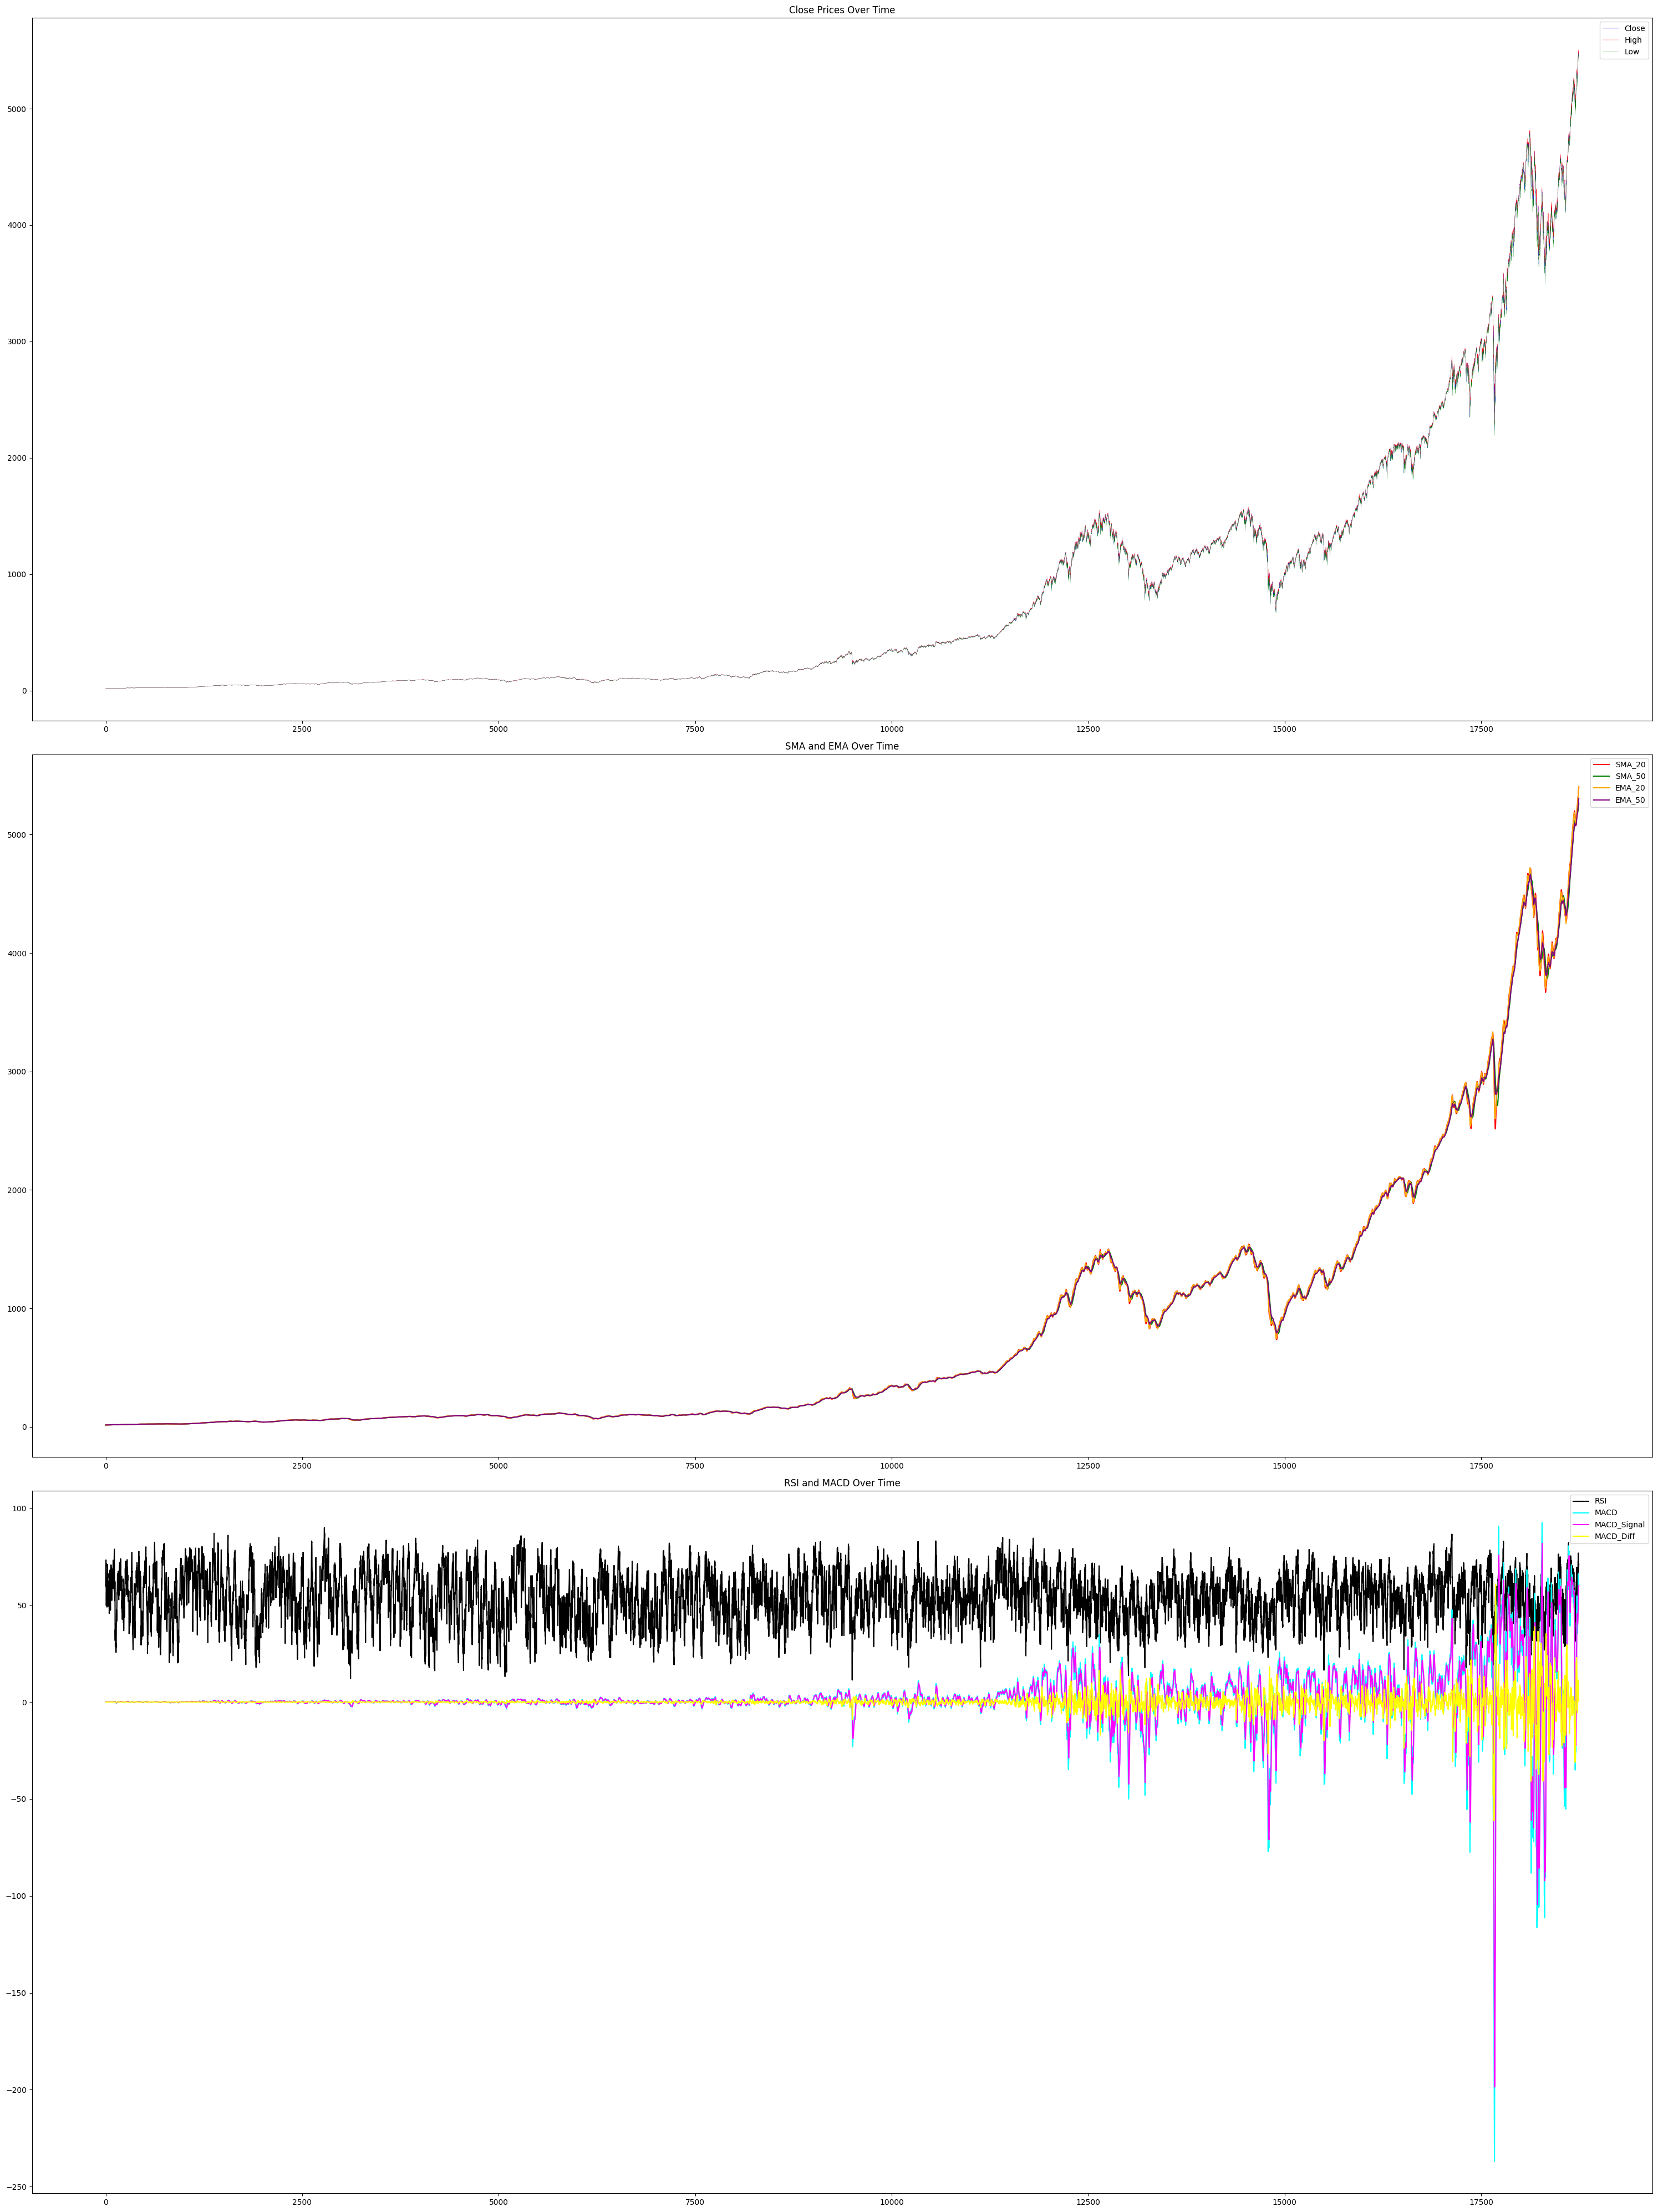 Close Prices Over Time
Close
High
Low
5000
4000
3000
2000
1000
0
0 2500 5000 7500 10000 12500 15000 17500
SMA and EMA Over Time
SMA_20
SMA_50
EMA_20
EMA_50
5000
4000
3000
2000
1000
0
0 2500 5000 7500 10000 12500 15000 17500
RSI and MACD Over Time
RSI
MACD
MACD_Signal
MACD_Diff
100
50
0
−50
−100
−150
−200
−250
0 2500 5000 7500 10000 12500 15000 17500